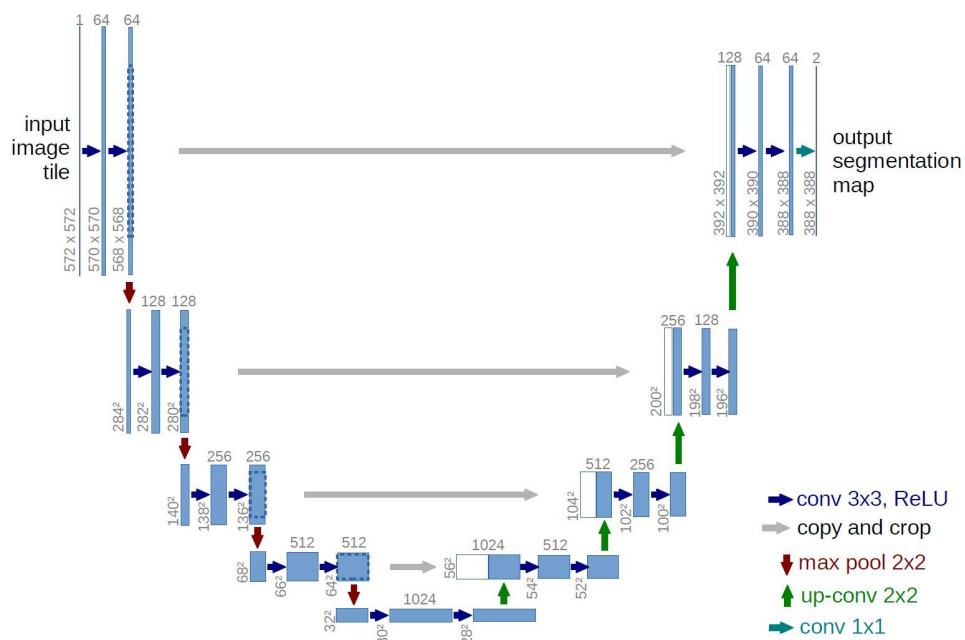 1 64 64
128 64 64 2
input
image
tile
output
segmentation
map
572 x 572
570 x 570
568 x 568
392 x 392
390 x 390
388 x 388
388 x 388
128 128
256 128
284²
282²
280²
200²
198²
196²
256 256
512 256
140²
138²
136²
104²
102²
100²
512 512
1024 512
68²
66²
64²
56²
54²
52²
1024
32²
conv 3x3, ReLU
copy and crop
max pool 2x2
up-conv 2x2
conv 1x1